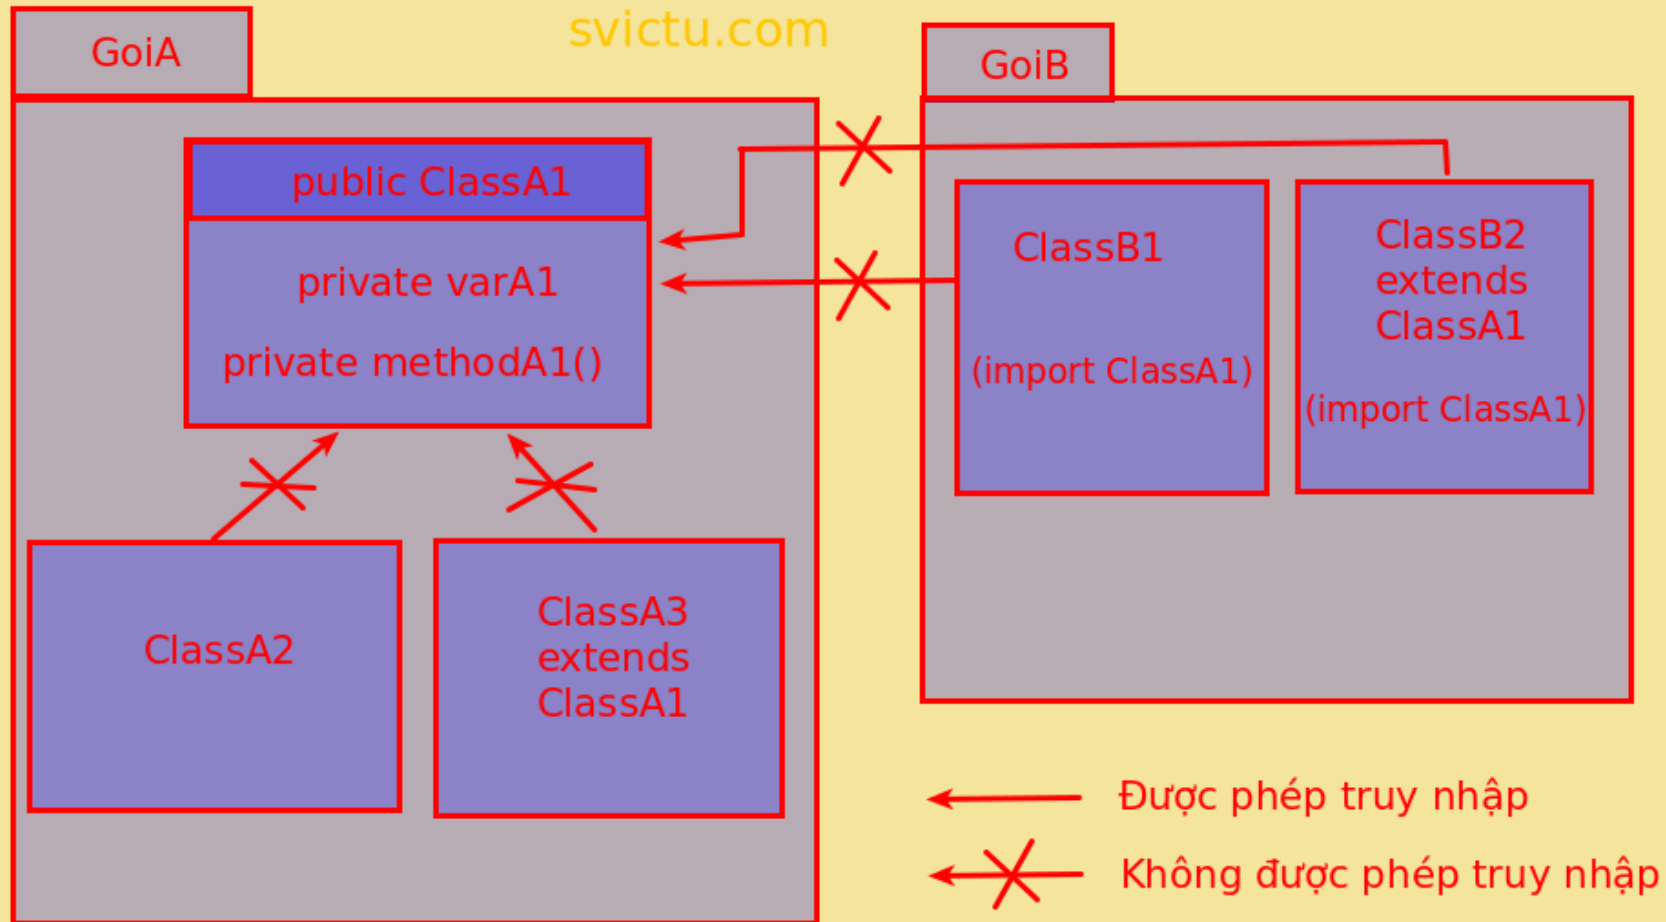 svictu.com
GoiA
public ClassA1
private varA1
private methodA1()
ClassA2
ClassA3
extends
ClassA1
GoiB
ClassB1
(import ClassA1)
ClassB2
extends
ClassA1
(import ClassA1)
Được phép truy nhập
Không được phép truy nhập